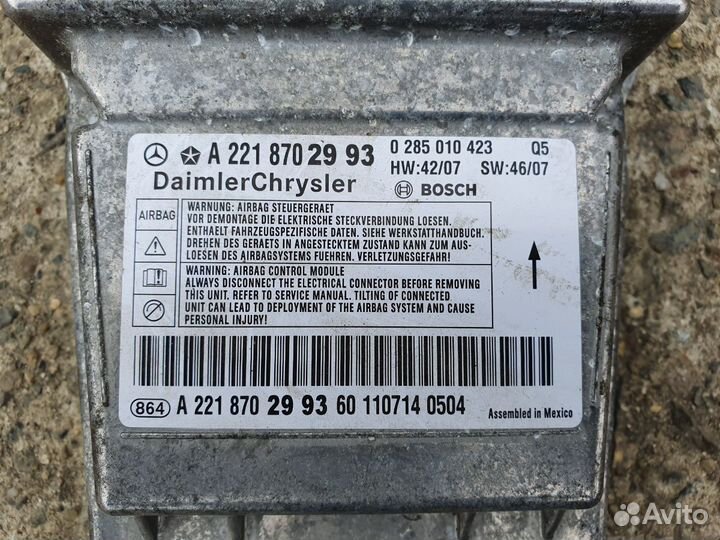 A 221 870 29 93 0 285 010 423 Q5
HW:42/07 SW:46/07
DaimlerChrysler BOSCH
AIRBAG
WARNUNG: AIRBAG STEUERGERAET
VOR DEMONTAGE DIE ELEKTRISCHE STECKVERBINDUNG LOESEN.
ENTHAELT FAHRZEUGSPEZIFISCHE DATEN. (SIEHE WERKSTATTHANDBUCH).
DREHEN DES GERAETS IN ANGESTECKTEM ZUSTAND KANN ZUM AUS-
LOESEN DES AIRBAGSYSTEMS FUEHREN. VERLETZUNGSGEFAHR!
WARNING: AIRBAG CONTROL MODULE
ALWAYS DISCONNECT THE ELECTRICAL CONNECTOR BEFORE REMOVING
THIS UNIT. REFER TO SERVICE MANUAL. TILTING OF CONNECTED
UNIT CAN LEAD TO DEPLOYMENT OF THE AIRBAG SYSTEM AND CAUSE
PERSONAL INJURY!
864 A 221 870 29 93 60 110714 0504 Assembled in Mexico
Avito